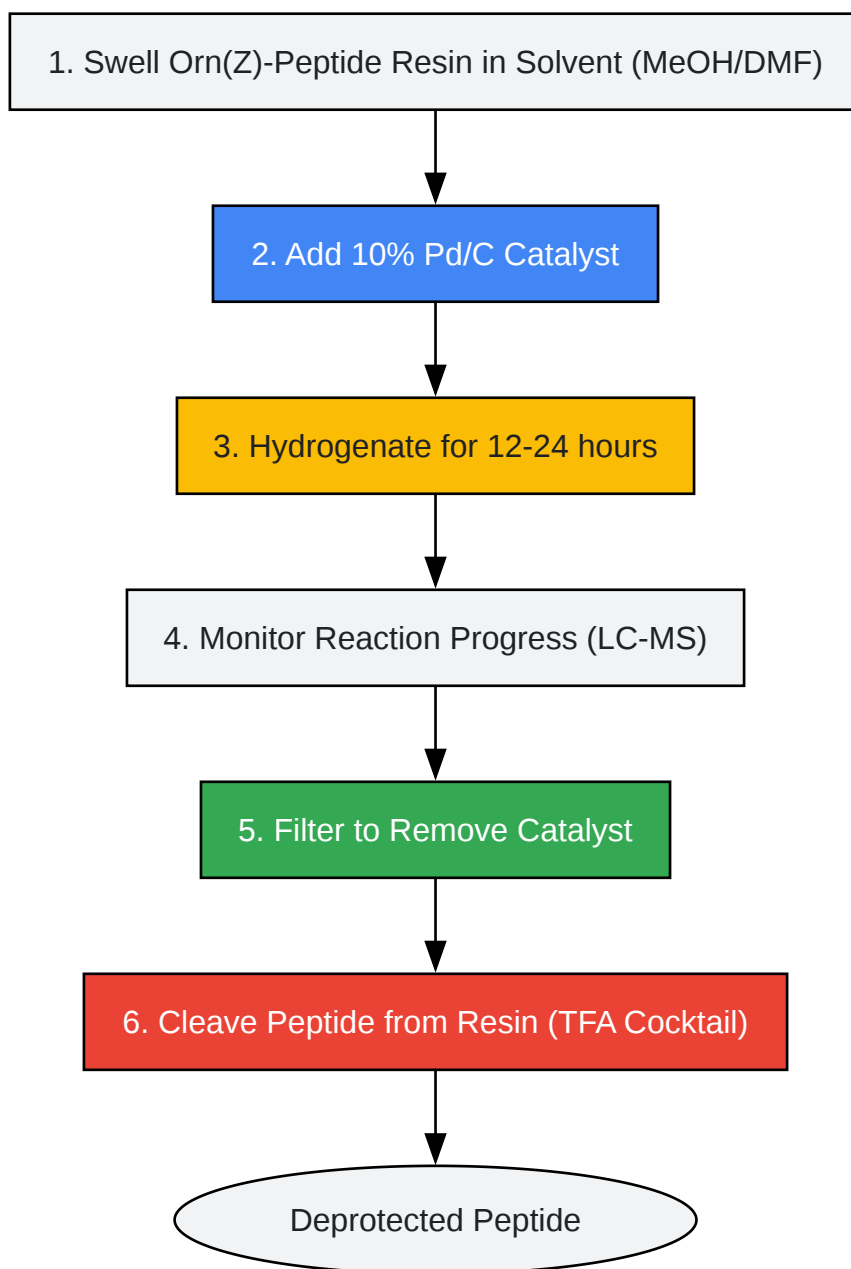 1. Swell Orn(Z)-Peptide Resin in Solvent (MeOH/DMF)
2. Add 10% Pd/C Catalyst
3. Hydrogenate for 12-24 hours
4. Monitor Reaction Progress (LC-MS)
5. Filter to Remove Catalyst
6. Cleave Peptide from Resin (TFA Cocktail)
Deprotected Peptide